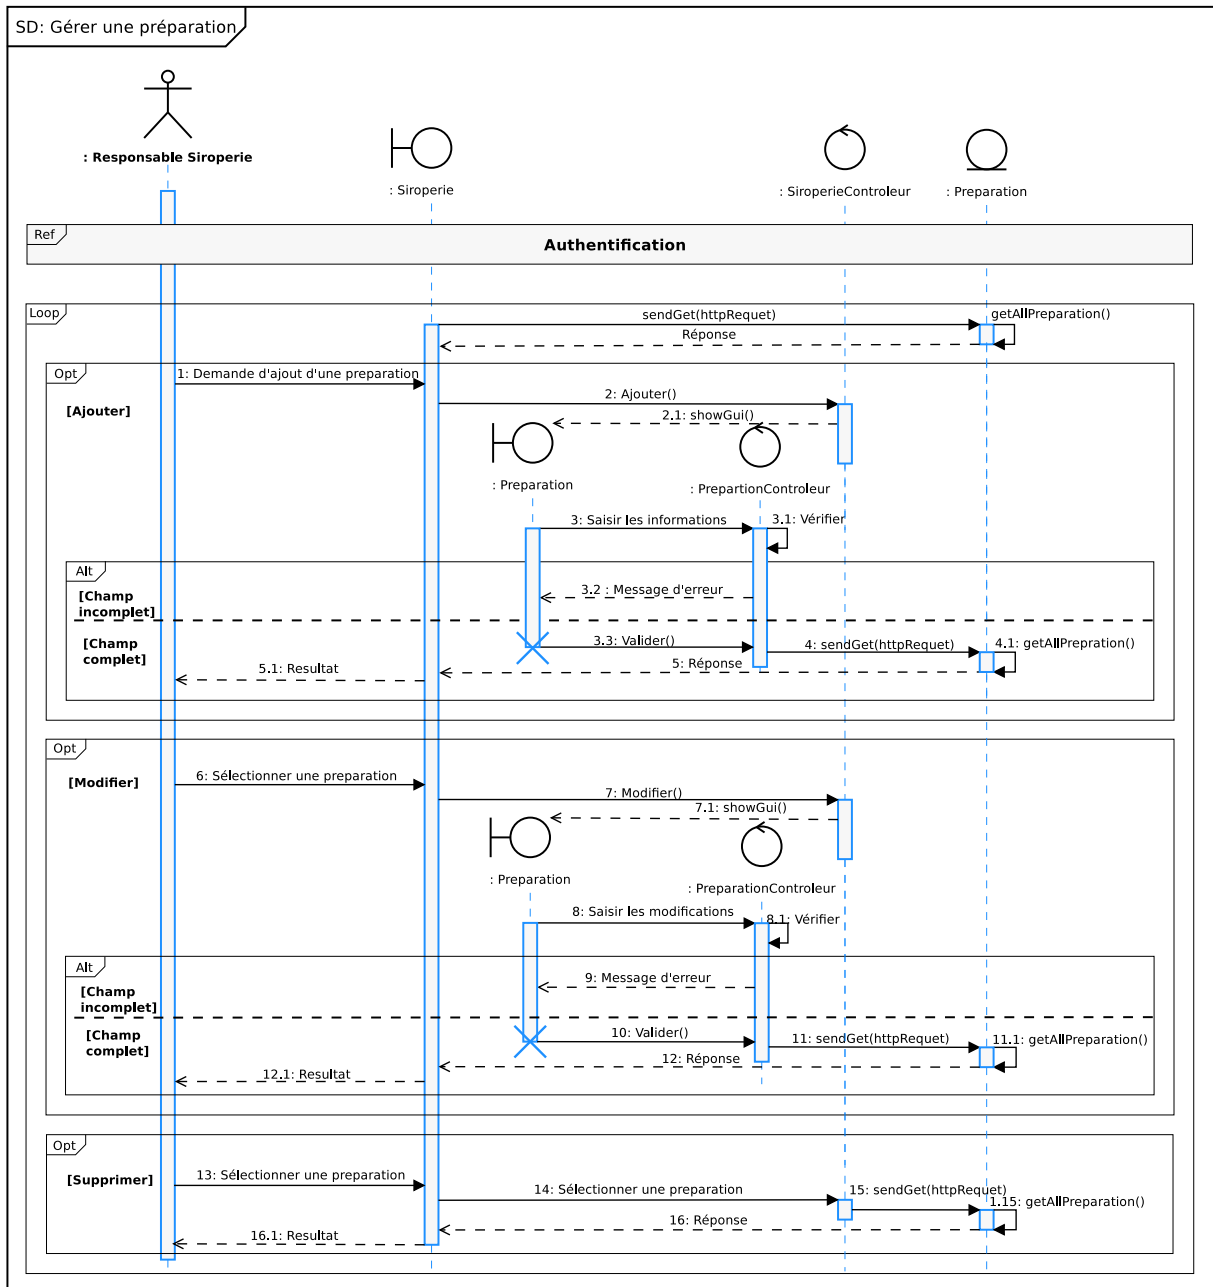 SD: Gérer une préparation
: Responsable Siroperie
: Siroperie
: SiroperieControleur
: Preparation
Ref
Authentification
Loop
sendGet(httpRequet)
getAllPreparation()
Réponse
Opt
1: Demande d'ajout d'une preparation
[Ajouter]
2: Ajouter()
2.1: showGui()
: Preparation
: PrepartionControleur
3: Saisir les informations
3.1: Vérifier
Alt
[Champ
incomplet]
3.2 : Message d'erreur
[Champ
complet]
3.3: Valider()
4: sendGet(httpRequet)
4.1: getAllPrepration()
5: Réponse
5.1: Resultat
Opt
[Modifier]
6: Sélectionner une preparation
7: Modifier()
7.1: showGui()
: Preparation
: PreparationControleur
8: Saisir les modifications
8.1: Vérifier
Alt
[Champ
incomplet]
9: Message d'erreur
[Champ
complet]
10: Valider()
11: sendGet(httpRequet)
11.1: getAllPreparation()
12: Réponse
12.1: Resultat
Opt
[Supprimer]
13: Sélectionner une preparation
14: Sélectionner une preparation
15: sendGet(httpRequet)
1.15: getAllPreparation()
16: Réponse
16.1: Resultat